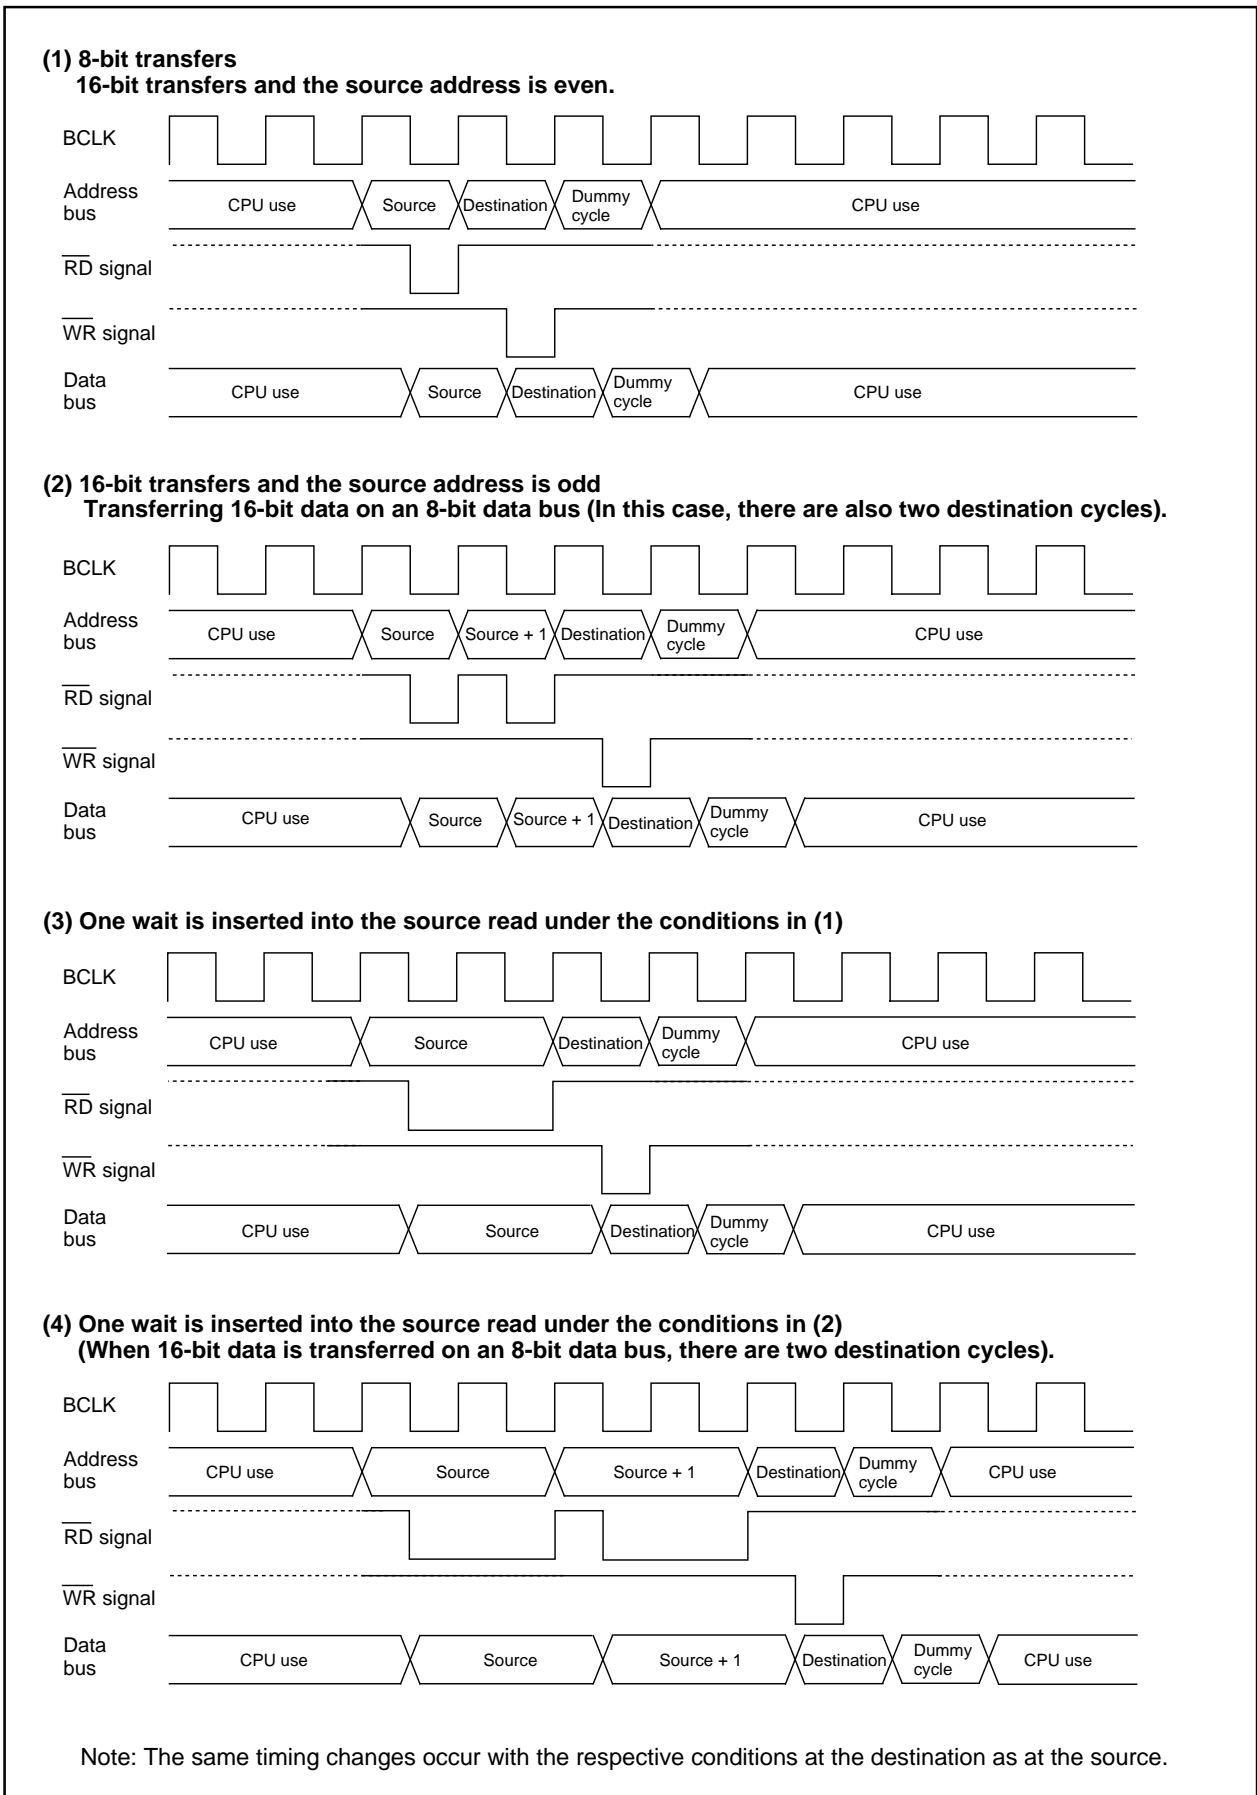 (1) 8-bit transfers
16-bit transfers and the source address is even.
BCLK
Address
bus
CPU use
Source
Destination
Dummy
cycle
CPU use
RD signal
WR signal
Data
bus
CPU use
Source
Destination
Dummy
cycle
CPU use
(2) 16-bit transfers and the source address is odd
Transferring 16-bit data on an 8-bit data bus (In this case, there are also two destination cycles).
BCLK
Address
bus
CPU use
Source
Source + 1
Destination
Dummy
cycle
CPU use
RD signal
WR signal
Data
bus
CPU use
Source
Source + 1
Destination
Dummy
cycle
CPU use
(3) One wait is inserted into the source read under the conditions in (1)
BCLK
Address
bus
CPU use
Source
Destination
Dummy
cycle
CPU use
RD signal
WR signal
Data
bus
CPU use
Source
Destination
Dummy
cycle
CPU use
(4) One wait is inserted into the source read under the conditions in (2)
(When 16-bit data is transferred on an 8-bit data bus, there are two destination cycles).
BCLK
Address
bus
CPU use
Source
Source + 1
Destination
Dummy
cycle
CPU use
RD signal
WR signal
Data
bus
CPU use
Source
Source + 1
Destination
Dummy
cycle
CPU use
Note: The same timing changes occur with the respective conditions at the destination as at the source.